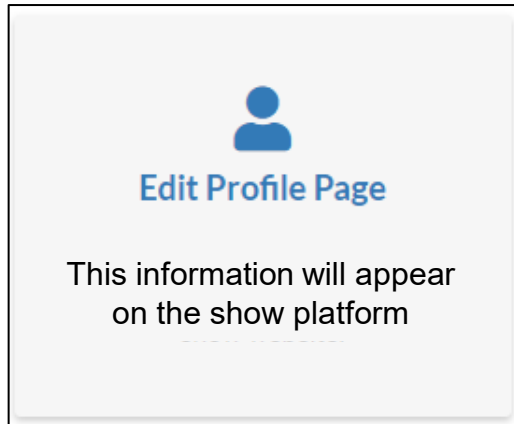 Edit Profile Page
This information will appear
on the show platform